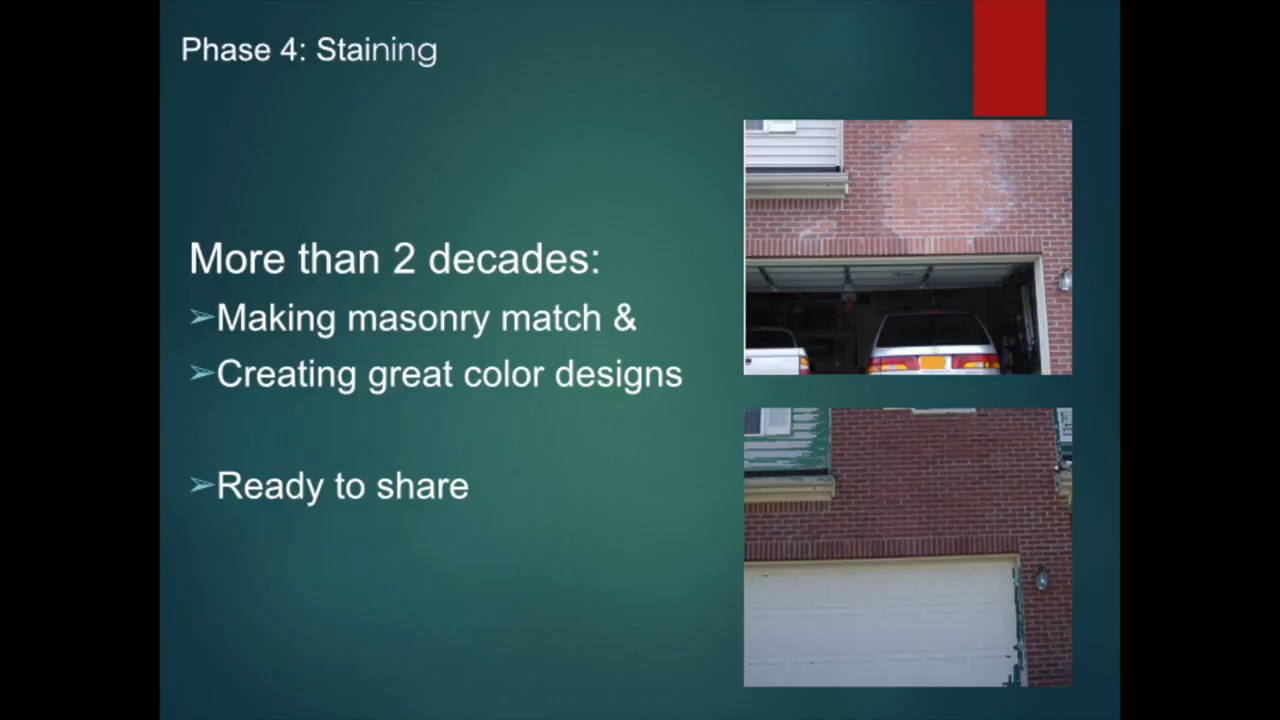 Phase 4: Staining
More than 2 decades:
➢Making masonry match &
➢Creating great color designs
➢Ready to share